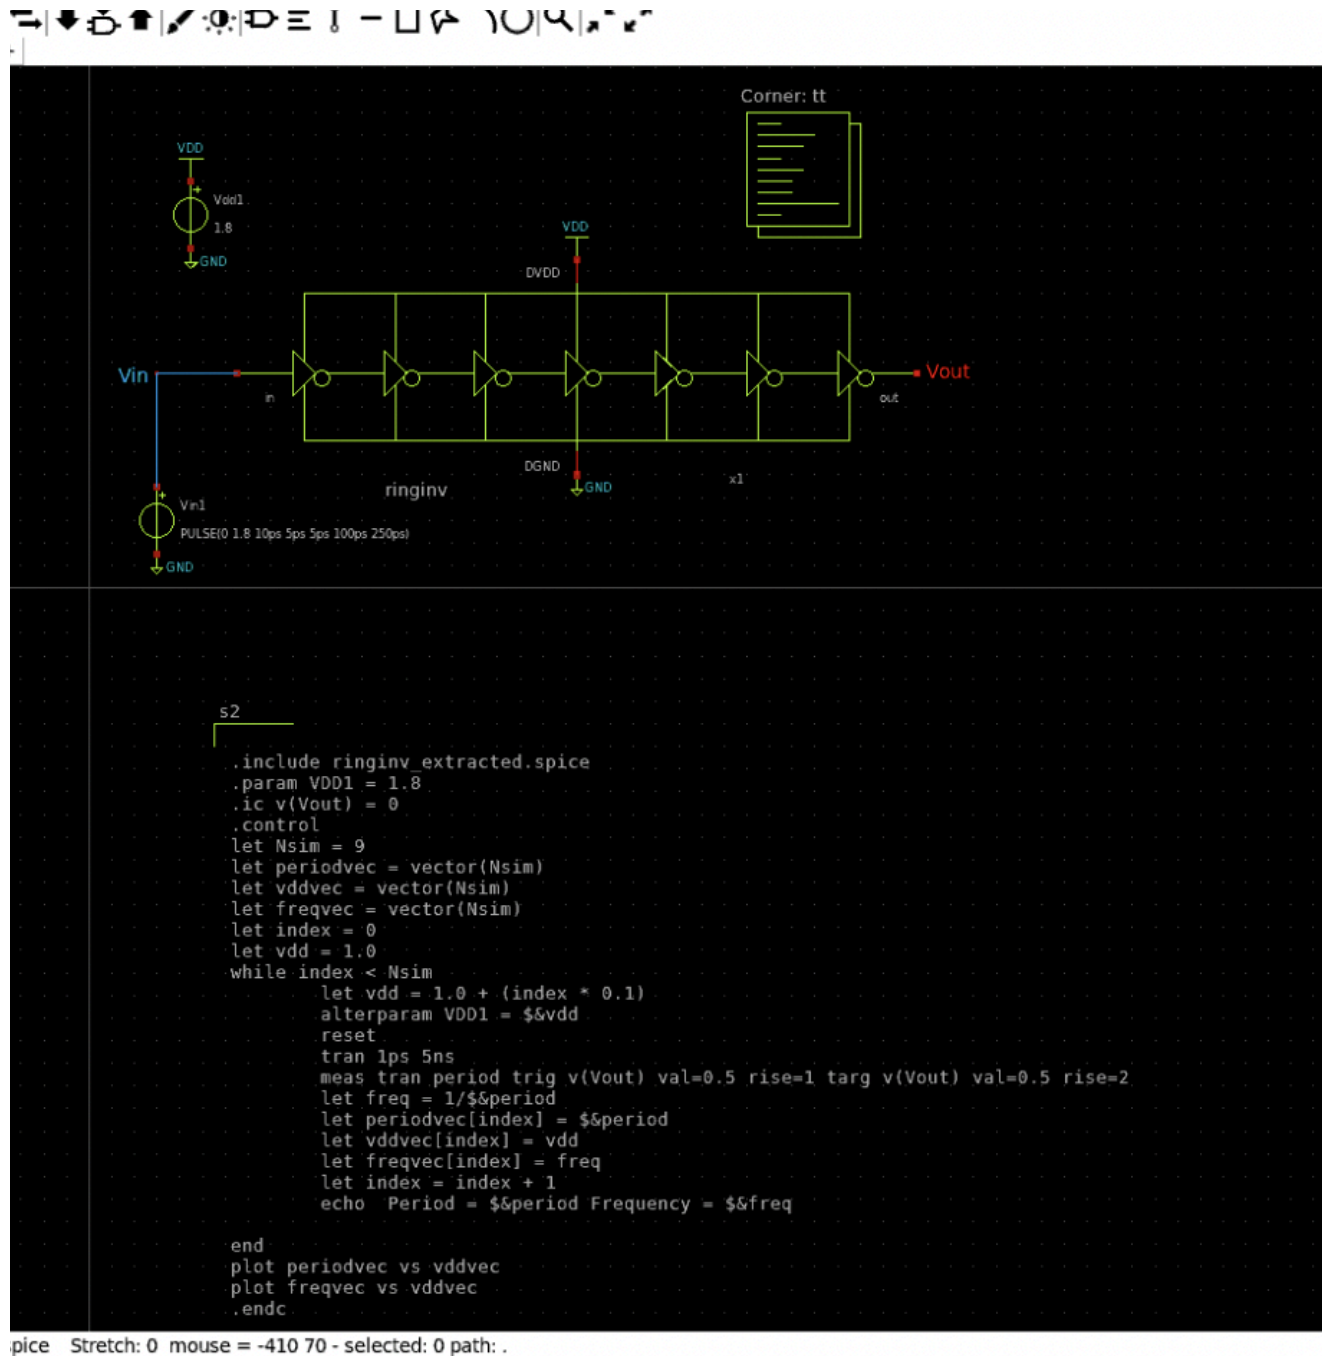 Corner: tt
VDD
Vdd1
1.8
GND
VDD
DVDD
Vin
Vout
in
out
DGND
GND
x1
ringinv
Vin1
PULSE(0 1.8 10ps 5ps 5ps 100ps 250ps)
GND
s2
.include ringinv_extracted.spice
.param VDD1 = 1.8
.ic v(Vout) = 0
.control
let Nsim = 9
let periodvec = vector(Nsim)
let vddvec = vector(Nsim)
let freqvec = vector(Nsim)
let index = 0
let vdd = 1.0
while index < Nsim
let vdd = 1.0 + (index * 0.1)
alterparam VDD1 = $&vdd
reset
tran 1ps 5ns
meas tran period trig v(Vout) val=0.5 rise=1 targ v(Vout) val=0.5 rise=2
let freq = 1/$&period
let periodvec[index] = $&period
let vddvec[index] = vdd
let freqvec[index] = freq
let index = index + 1
echo  Period = $&period Frequency = $&freq
end
plot periodvec vs vddvec
plot freqvec vs vddvec
.endc
pice Stretch: 0 mouse = -410 70 - selected: 0 path: .